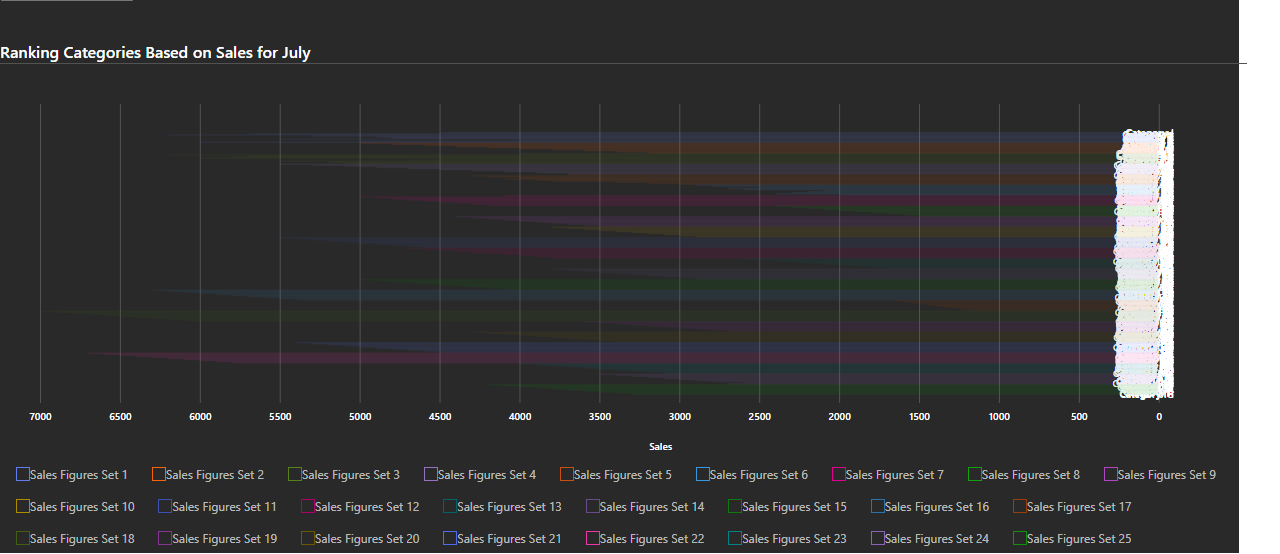 Ranking Categories Based on Sales for July
7000 6500 6000 5500 5000 4500 4000 3500 3000 2500 2000 1500 1000 500 0
Sales
Sales Figures Set 1 Sales Figures Set 2 Sales Figures Set 3 Sales Figures Set 4 Sales Figures Set 5 Sales Figures Set 6 Sales Figures Set 7 Sales Figures Set 8 Sales Figures Set 9
Sales Figures Set 10 Sales Figures Set 11 Sales Figures Set 12 Sales Figures Set 13 Sales Figures Set 14 Sales Figures Set 15 Sales Figures Set 16 Sales Figures Set 17
Sales Figures Set 18 Sales Figures Set 19 Sales Figures Set 20 Sales Figures Set 21 Sales Figures Set 22 Sales Figures Set 23 Sales Figures Set 24 Sales Figures Set 25